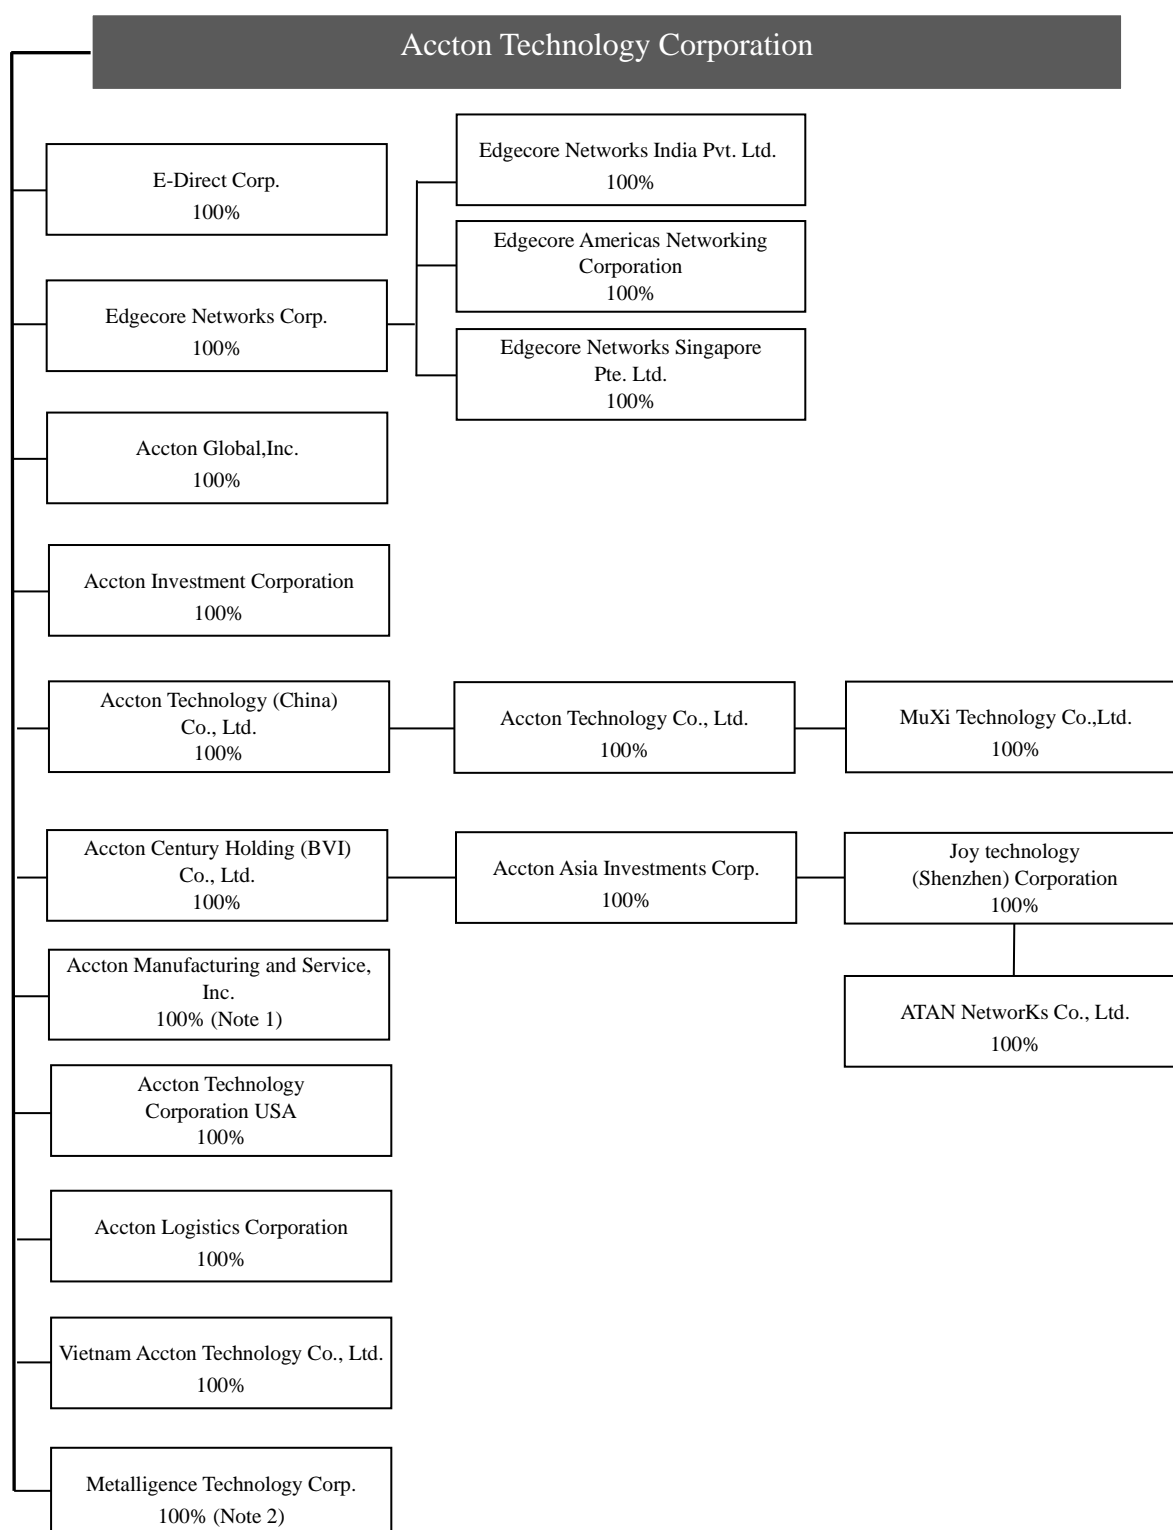 Accton Technology Corporation
E-Direct Corp.
100%
Edgecore Networks India Pvt. Ltd.
100%
Edgecore Americas Networking
Corporation
100%
Edgecore Networks Corp.
100%
Edgecore Networks Singapore
Pte. Ltd.
100%
Accton Global,Inc.
100%
Accton Investment Corporation
100%
Accton Technology (China)
Co., Ltd.
100%
Accton Technology Co., Ltd.
100%
MuXi Technology Co.,Ltd.
100%
Accton Century Holding (BVI)
Co., Ltd.
100%
Accton Asia Investments Corp.
100%
Joy technology
(Shenzhen) Corporation
100%
Accton Manufacturing and Service,
Inc.
100% (Note 1)
ATAN NetworKs Co., Ltd.
100%
Accton Technology
Corporation USA
100%
Accton Logistics Corporation
100%
Vietnam Accton Technology Co., Ltd.
100%
Metalligence Technology Corp.
100% (Note 2)